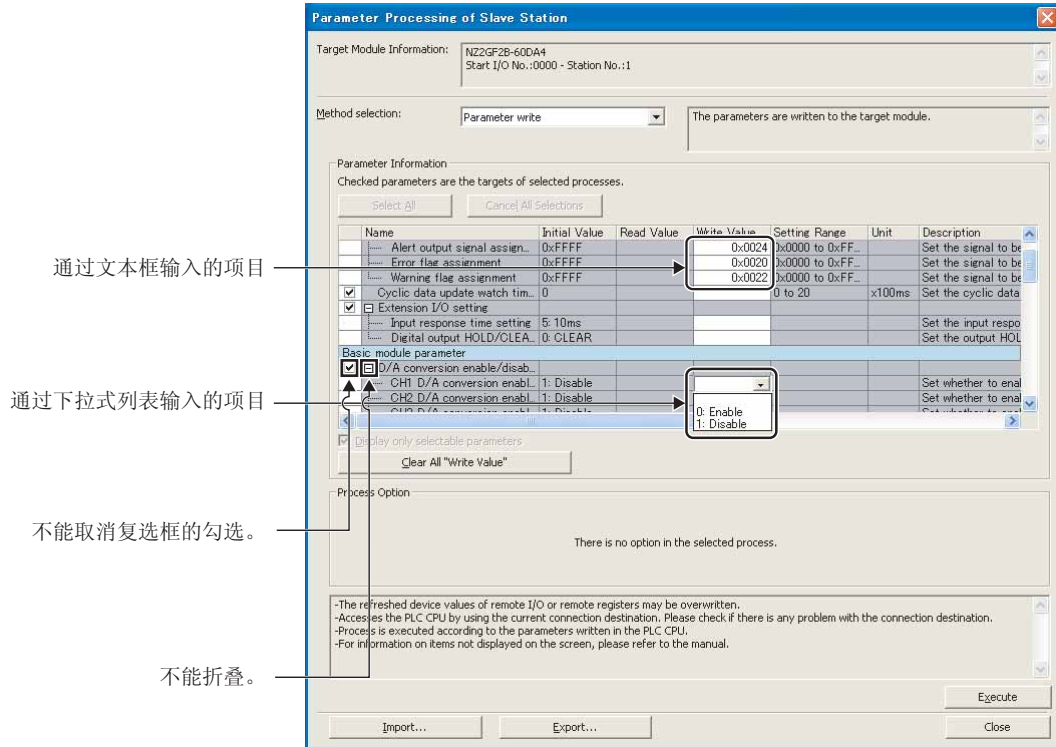 Parameter Processing of Slave Station
Target Module Information:
NZ2GF2B-60DA4
Start I/O No.:0000 - Station No.:1
Method selection:
Parameter write
The parameters are written to the target module.
Parameter Information
Checked parameters are the targets of selected processes.
Select All
Cancel All Selections
Name Initial Value Read Value Write Value Setting Range Unit Description
Alert output signal assign... 0xFFFF 0x0024 0x0000 to 0xFF... Set the signal to be
通过文本框输入的项目
Error flag assignment 0xFFFF 0x0020 0x0000 to 0xFF... Set the signal to be
Warning flag assignment 0xFFFF 0x0022 0x0000 to 0xFF... Set the signal to be
Cyclic data update watch tim... 0 0 to 20 x100ms Set the cyclic data
Extension I/O setting
Input response time setting 5: 10ms Set the input respo
Digital output HOLD/CLEA... 0: CLEAR Set the output HOL
Basic module parameter
D/A conversion enable/disab...
CH1 D/A conversion enabl... 1: Disable Set whether to enal
通过下拉式列表输入的项目
CH2 D/A conversion enabl... 1: Disable Set whether to enal
0: Enable
1: Disable
Display only selectable parameters
Clear All "Write Value"
Process Option
不能取消复选框的勾选。
There is no option in the selected process.
-The refreshed device values of remote I/O or remote registers may be overwritten.
-Accesses the PLC CPU by using the current connection destination. Please check if there is any problem with the connection destination.
-Process is executed according to the parameters written in the PLC CPU.
-For information on items not displayed on the screen, please refer to the manual.
不能折叠。
Execute
Import...
Export...
Close